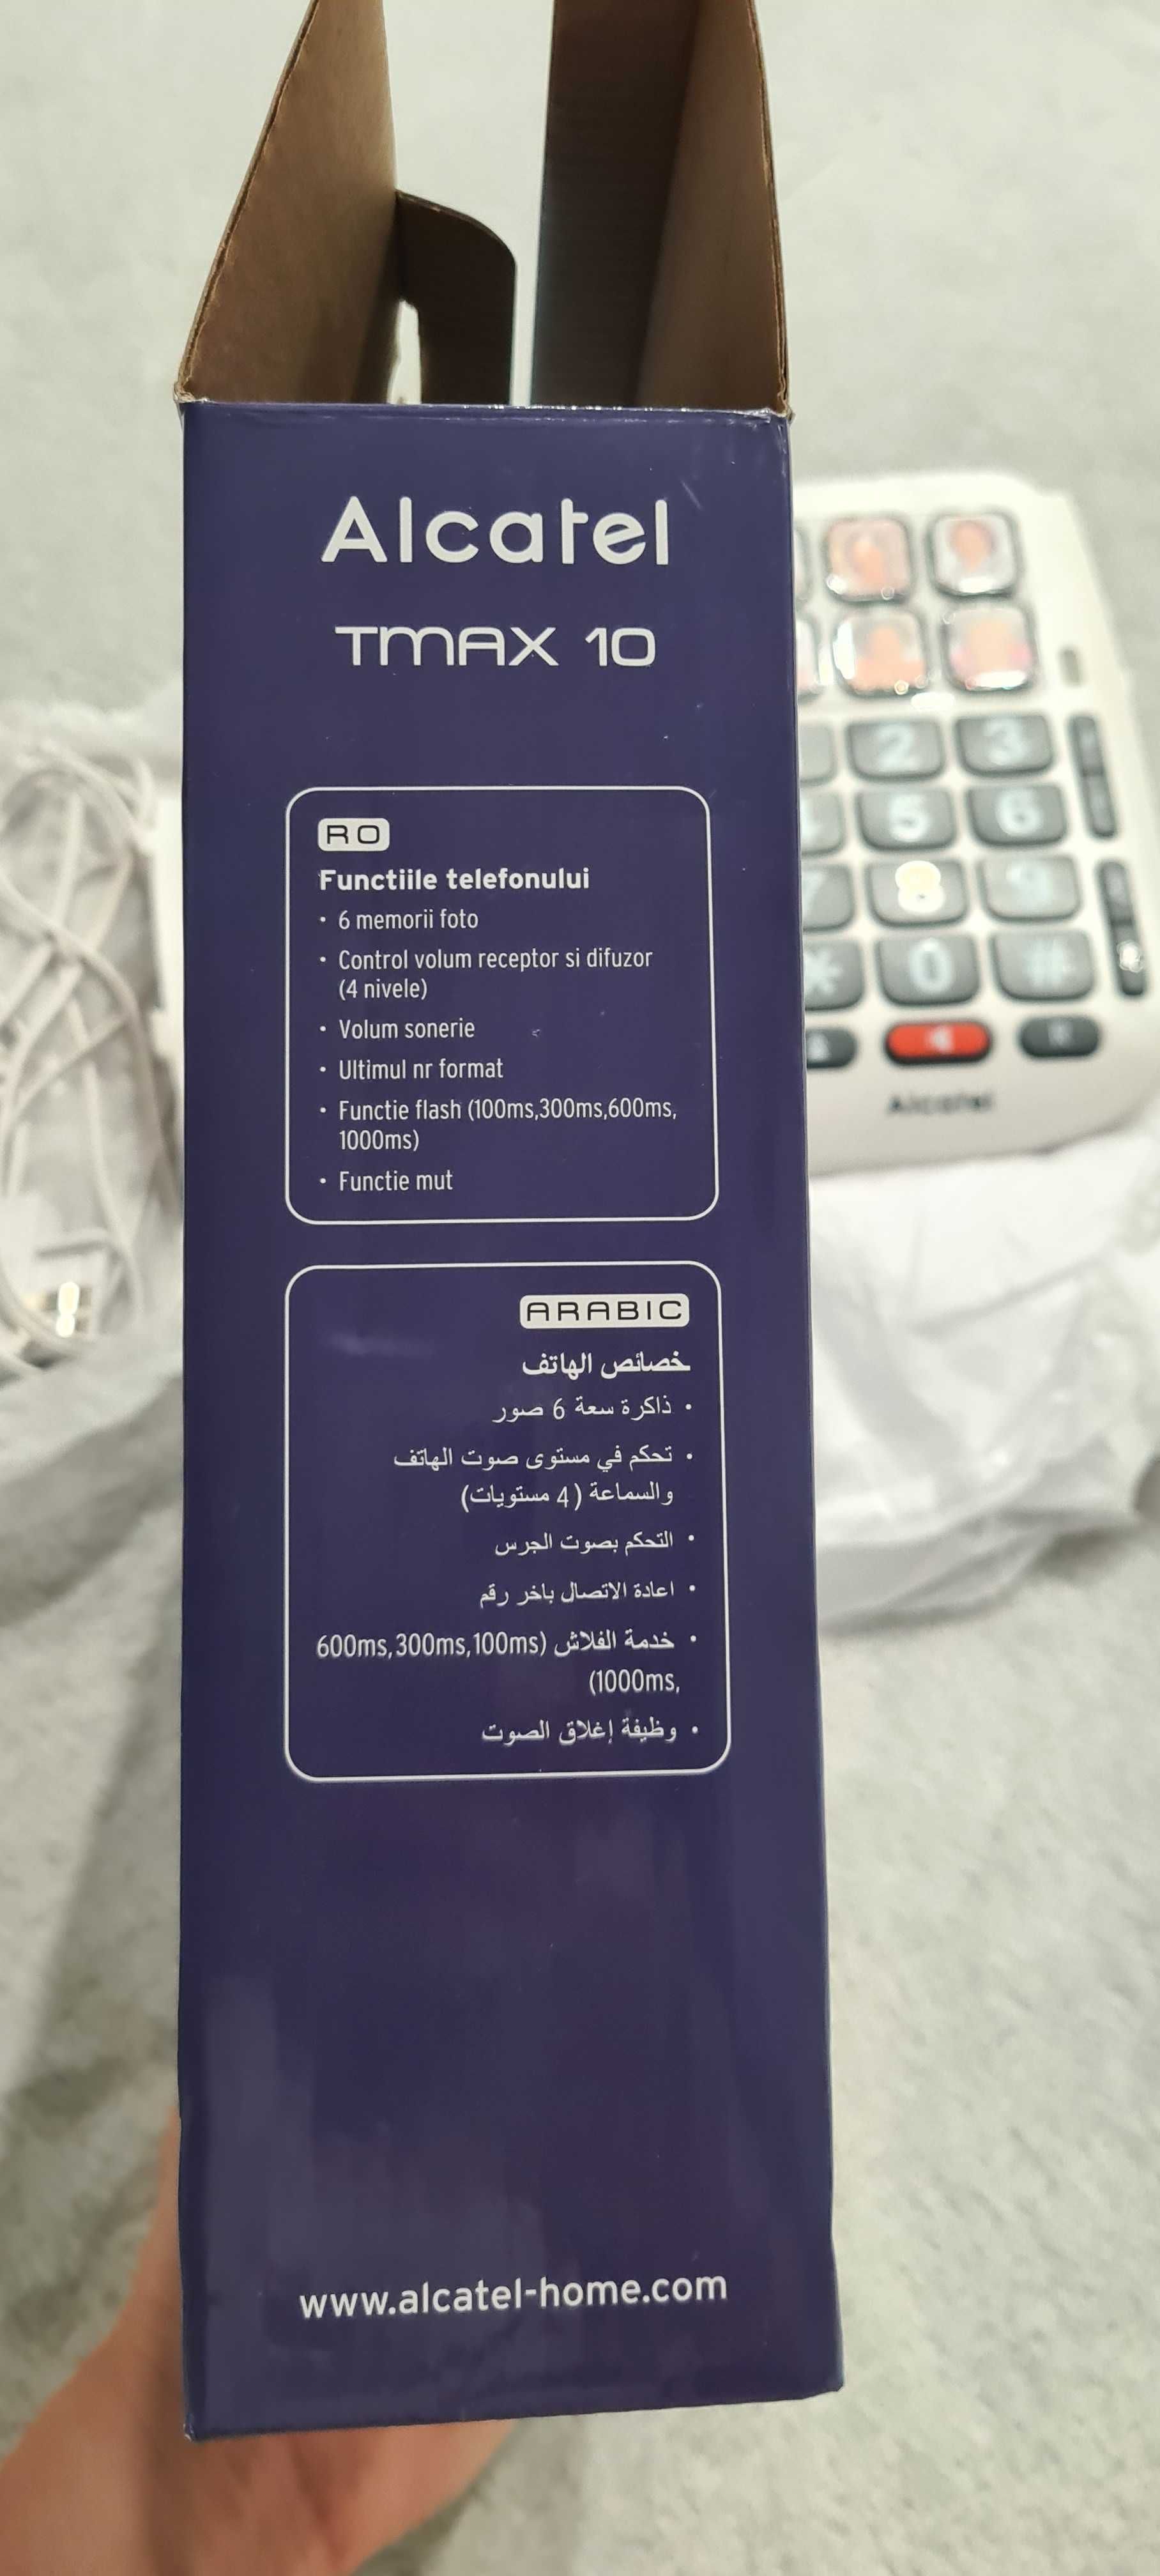 Alcatel
TMAX 10
RO
Functiile telefonului
• 6 memorii foto
• Control volum receptor si difuzor
(4 nivele)
• Volum sonerie
• Ultimul nr format
• Functie flash (100ms,300ms,600ms,
1000ms)
• Functie mut
ARABIC
خصائص الهاتف
• ذاكرة سعة 6 صور
• تحكم في مستوى صوت الهاتف
والسماعة (4 مستويات)
• التحكم بصوت الجرس
• اعادة الاتصال باخر رقم
• خدمة الفلاش (600ms,300ms,100ms
,1000ms)
• وظيفة إغلاق الصوت
www.alcatel-home.com
2 3
5 6
7 8 9
* 0 #
Alcatel